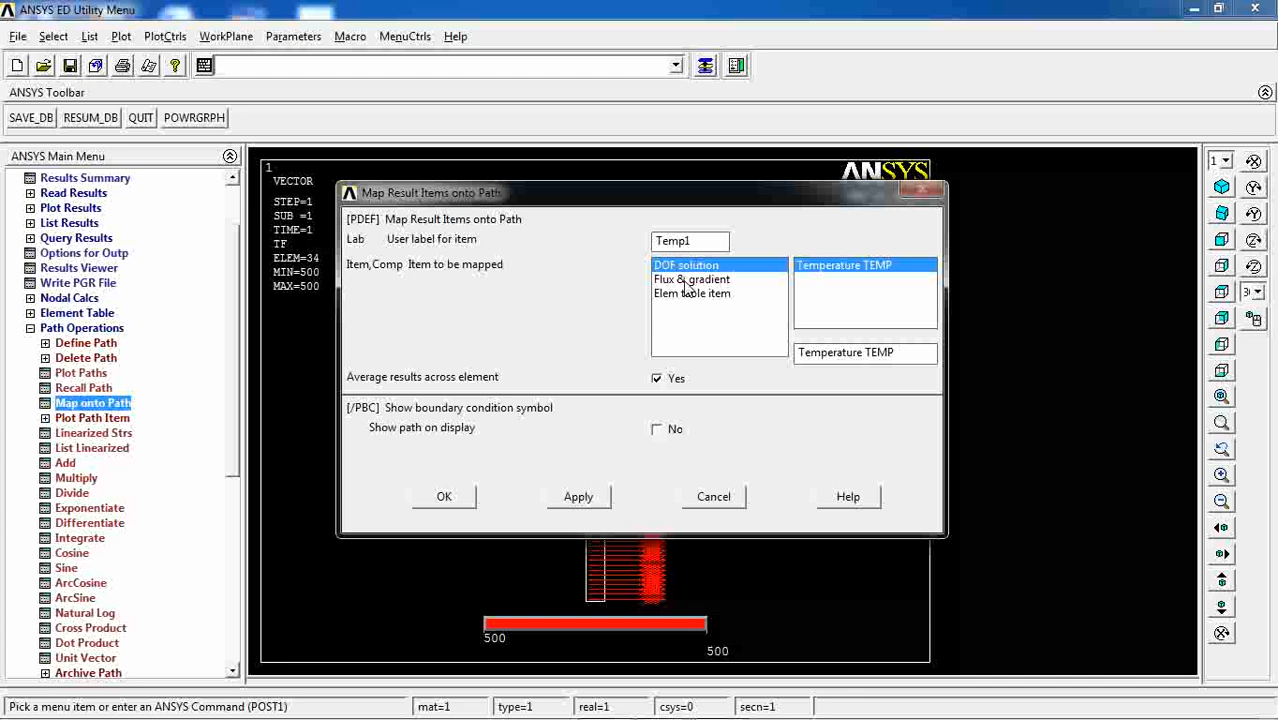 ANSYS ED Utility Menu
File Select List Plot PlotCtrls WorkPlane Parameters Macro MenuCtrls Help
ANSYS Toolbar
SAVE_DB RESUM_DB QUIT POWRGRPH
ANSYS Main Menu
Results Summary
Read Results
Plot Results
List Results
Query Results
Options for Outp
Results Viewer
Write PGR File
Nodal Calcs
Element Table
Path Operations
Define Path
Delete Path
Plot Paths
Recall Path
Map onto Path
Plot Path Item
Linearized Strs
List Linearized
Add
Multiply
Divide
Exponentiate
Differentiate
Integrate
Cosine
Sine
ArcCosine
ArcSine
Natural Log
Cross Product
Dot Product
Unit Vector
Archive Path
1
VECTOR
STEP=1
SUB =1
TIME=1
TF
ELEM=34
MIN=500
MAX=500
ANSYS
Map Result Items onto Path
[PDEF] Map Result Items onto Path
Lab User label for item Temp1
Item,Comp Item to be mapped
DOF solution
Flux & gradient
Elem table item
Temperature TEMP
Temperature TEMP
Average results across element Yes
[/PBC] Show boundary condition symbol
Show path on display No
OK Apply Cancel Help
500
500
1
Pick a menu item or enter an ANSYS Command (POST1) mat=1 type=1 real=1 csys=0 secn=1